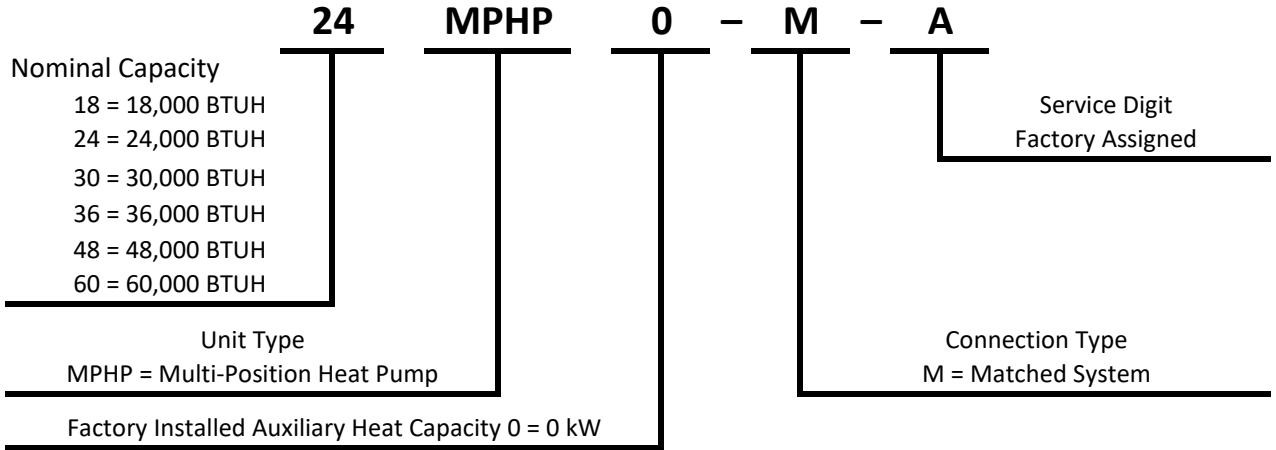 24 MPHP 0 – M – A
Nominal Capacity
18 = 18,000 BTUH
24 = 24,000 BTUH
30 = 30,000 BTUH
36 = 36,000 BTUH
48 = 48,000 BTUH
60 = 60,000 BTUH
Service Digit
Factory Assigned
Unit Type
MPHP = Multi-Position Heat Pump
Connection Type
M = Matched System
Factory Installed Auxiliary Heat Capacity 0 = 0 kW